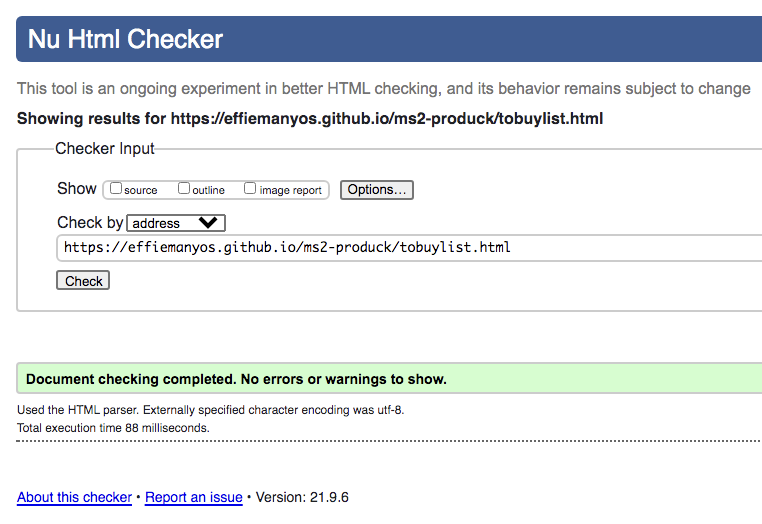 Nu Html Checker
This tool is an ongoing experiment in better HTML checking, and its behavior remains subject to change
Showing results for https://effiemanyos.github.io/ms2-produck/tobuylist.html
Checker Input
Show source outline image report Options...
Check by address
https://effiemanyos.github.io/ms2-produck/tobuylist.html
Check
Document checking completed. No errors or warnings to show.
Used the HTML parser. Externally specified character encoding was utf-8.
Total execution time 88 milliseconds.
About this checker • Report an issue • Version: 21.9.6